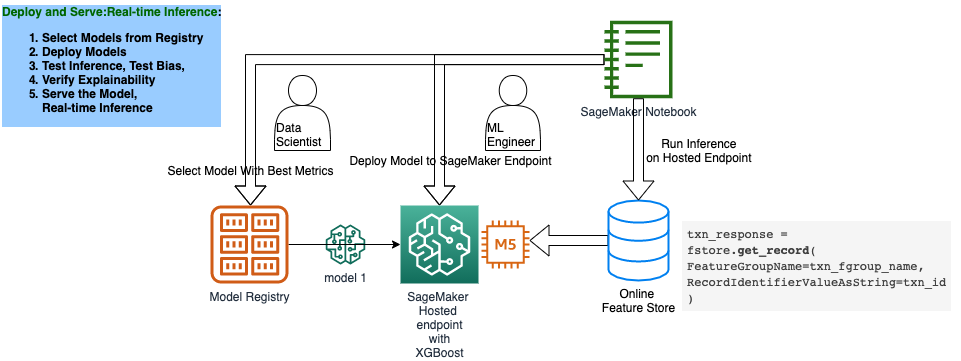 Deploy and Serve:Real-time Inference:
1. Select Models from Registry
2. Deploy Models
3. Test Inference, Test Bias,
4. Verify Explainability
5. Serve the Model,
Real-time Inference
SageMaker Notebook
Data
Scientist
ML
Engineer
Select Model With Best Metrics
Deploy Model to SageMaker Endpoint
Run Inference
on Hosted Endpoint
M5
model 1
Model Registry
SageMaker
Hosted
endpoint
with
XGBoost
Online
Feature Store
txn_response =
fstore.get_record(
FeatureGroupName=txn_fgroup_name,
RecordIdentifierValueAsString=txn_id
)